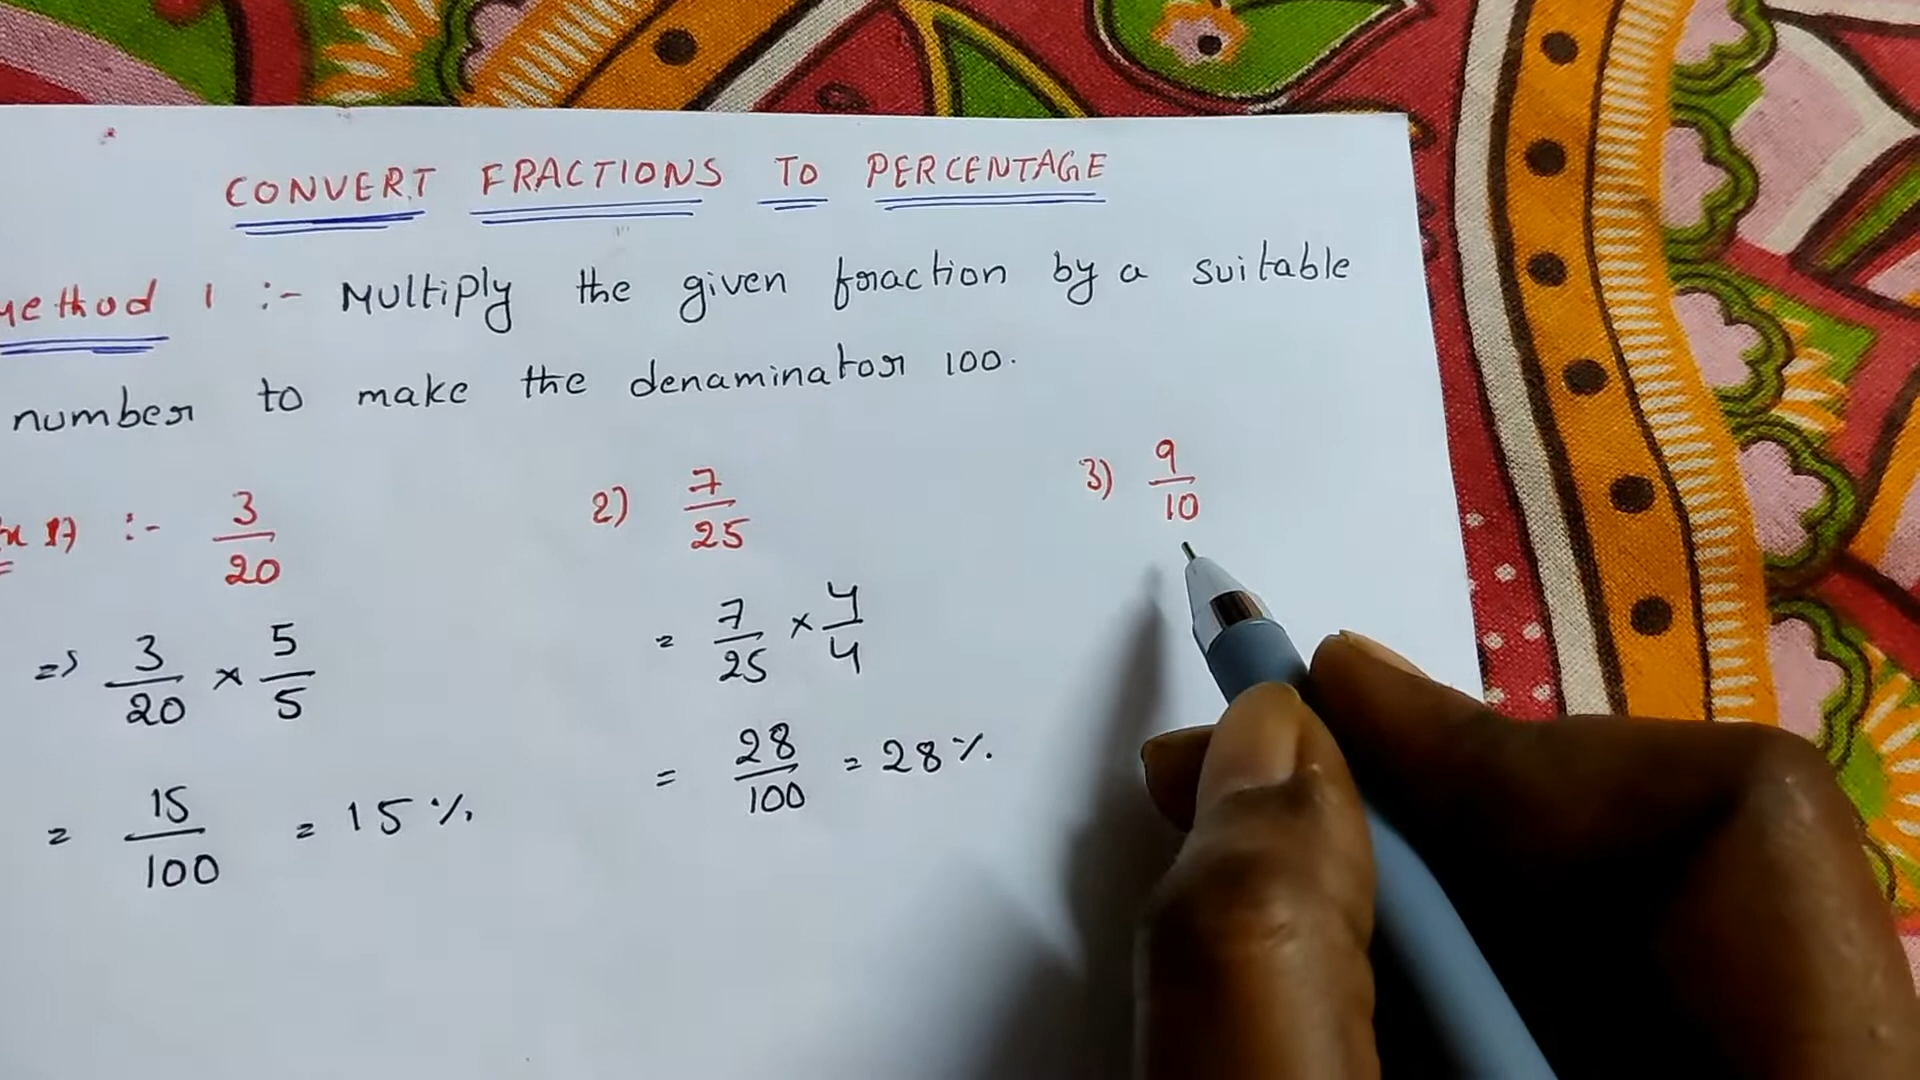 CONVERT FRACTIONS TO PERCENTAGE
Method 1 :- Multiply the given fraction by a suitable
number to make the denaminator 100.
1) :- 3/20
=> 3/20 × 5/5
= 15/100 = 15%
2) 7/25
= 7/25 × 4/4
= 28/100 = 28%
3) 9/10